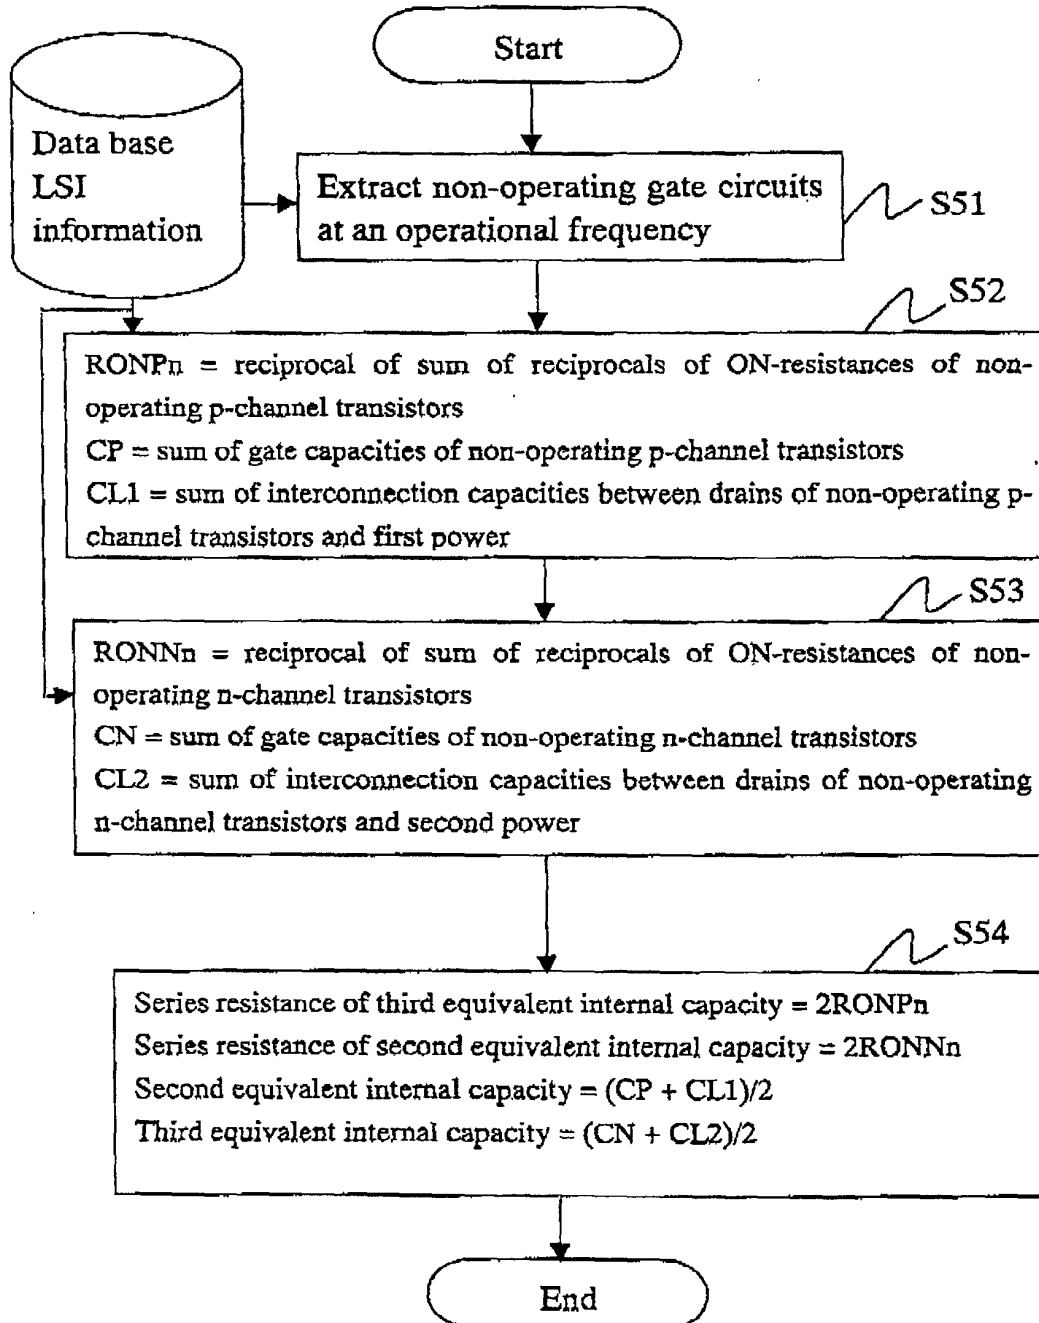 Start
Data base
LSI
information
Extract non-operating gate circuits
at an operational frequency
S51
S52
RONPn = reciprocal of sum of reciprocals of ON-resistances of non-
operating p-channel transistors
CP = sum of gate capacities of non-operating p-channel transistors
CL1 = sum of interconnection capacities between drains of non-operating p-
channel transistors and first power
S53
RONNn = reciprocal of sum of reciprocals of ON-resistances of non-
operating n-channel transistors
CN = sum of gate capacities of non-operating n-channel transistors
CL2 = sum of interconnection capacities between drains of non-operating
n-channel transistors and second power
S54
Series resistance of third equivalent internal capacity = 2RONPn
Series resistance of second equivalent internal capacity = 2RONNn
Second equivalent internal capacity = (CP + CL1)/2
Third equivalent internal capacity = (CN + CL2)/2
End